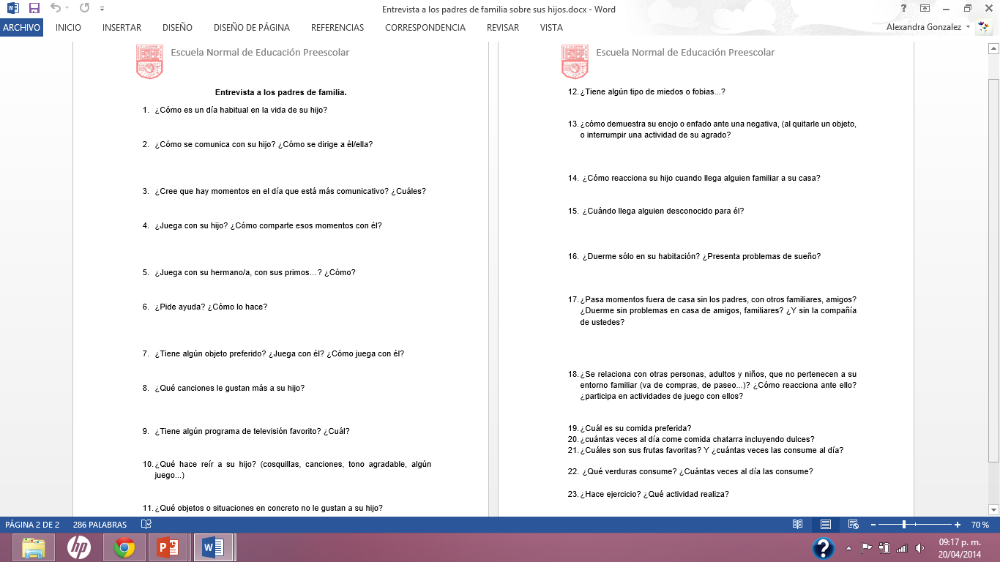 Entrevista a los padres de familia sobre sus hijos.docx - Word
ARCHIVO INICIO INSERTAR DISEÑO DISEÑO DE PÁGINA REFERENCIAS CORRESPONDENCIA REVISAR VISTA
Alexandra Gonzalez
Escuela Normal de Educación Preescolar
Entrevista a los padres de familia.
1. ¿Cómo es un día habitual en la vida de su hijo?
2. ¿Cómo se comunica con su hijo? ¿Cómo se dirige a él/ella?
3. ¿Cree que hay momentos en el día que está más comunicativo? ¿Cuáles?
4. ¿Juega con su hijo? ¿Cómo comparte esos momentos con él?
5. ¿Juega con su hermano/a, con sus primos…? ¿Cómo?
6. ¿Pide ayuda? ¿Cómo lo hace?
7. ¿Tiene algún objeto preferido? ¿Juega con él? ¿Cómo juega con él?
8. ¿Qué canciones le gustan más a su hijo?
9. ¿Tiene algún programa de televisión favorito? ¿Cuál?
10. ¿Qué hace reír a su hijo? (cosquillas, canciones, tono agradable, algún
juego...)
11. ¿Qué objetos o situaciones en concreto no le gustan a su hijo?
Escuela Normal de Educación Preescolar
12. ¿Tiene algún tipo de miedos o fobias...?
13. ¿cómo demuestra su enojo o enfado ante una negativa, (al quitarle un objeto,
o interrumpir una actividad de su agrado?
14. ¿Cómo reacciona su hijo cuando llega alguien familiar a su casa?
15. ¿Cuándo llega alguien desconocido para él?
16. ¿Duerme sólo en su habitación? ¿Presenta problemas de sueño?
17. ¿Pasa momentos fuera de casa sin los padres, con otros familiares, amigos?
¿Duerme sin problemas en casa de amigos, familiares? ¿Y sin la compañía
de ustedes?
18. ¿Se relaciona con otras personas, adultos y niños, que no pertenecen a su
entorno familiar (va de compras, de paseo...)? ¿Cómo reacciona ante ello?
¿participa en actividades de juego con ellos?
19. ¿Cuál es su comida preferida?
20. ¿cuántas veces al día come comida chatarra incluyendo dulces?
21. ¿Cuáles son sus frutas favoritas? Y ¿cuántas veces las consume al día?
22. ¿Qué verduras consume? ¿Cuántas veces al día las consume?
23. ¿Hace ejercicio? ¿Qué actividad realiza?
PÁGINA 2 DE 2 286 PALABRAS 70 %
09:17 p. m.
20/04/2014